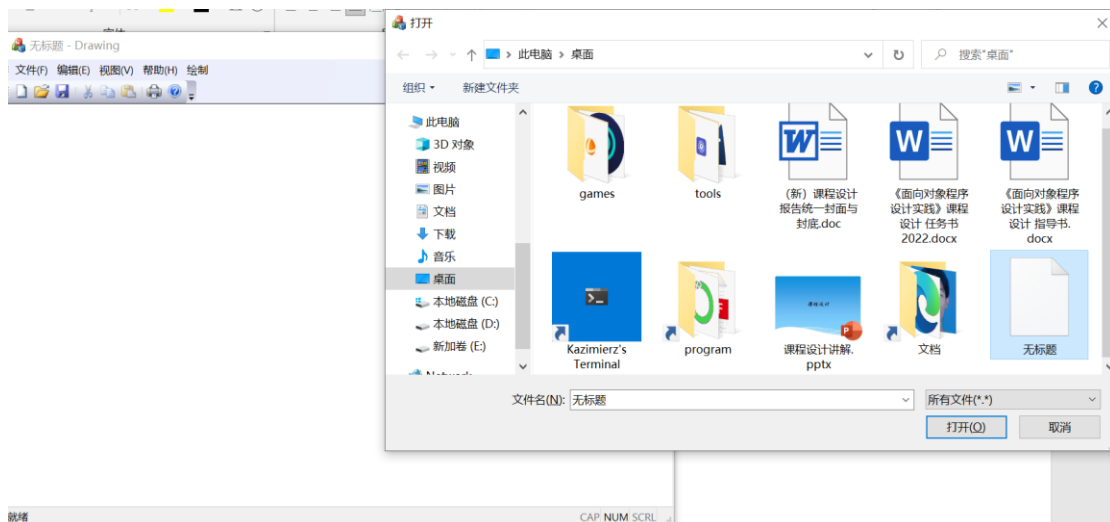 打开
无标题 - Drawing
文件(F) 编辑(E) 视图(V) 帮助(H) 绘制
此电脑 > 桌面
搜索"桌面"
组织
新建文件夹
此电脑
3D 对象
视频
图片
文档
下载
音乐
桌面
本地磁盘 (C:)
本地磁盘 (D:)
新加卷 (E:)
Network
games
tools
(新) 课程设计
报告统一封面与
封底.doc
《面向对象程序
设计实践》课程
设计 任务书
2022.docx
《面向对象程序
设计实践》课程
设计 指导书.
docx
Kazimierz's
Terminal
program
课程设计讲解.
pptx
文档
无标题
文件名(N): 无标题
所有文件(*.*)
打开(O)
取消
就绪
CAP NUM SCRL